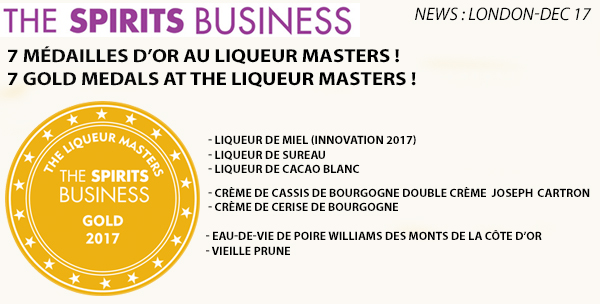 THE SPIRITS BUSINESS
NEWS : LONDON-DEC 17
7 MÉDAILLES D'OR AU LIQUEUR MASTERS !
7 GOLD MEDALS AT THE LIQUEUR MASTERS !
THE LIQUEUR MASTERS
THE SPIRITS
BUSINESS
GOLD
2017
- LIQUEUR DE MIEL (INNOVATION 2017)
- LIQUEUR DE SUREAU
- LIQUEUR DE CACAO BLANC
- CRÈME DE CASSIS DE BOURGOGNE DOUBLE CRÈME JOSEPH CARTRON
- CRÈME DE CERISE DE BOURGOGNE
- EAU-DE-VIE DE POIRE WILLIAMS DES MONTS DE LA CÔTE D'OR
- VIEILLE PRUNE